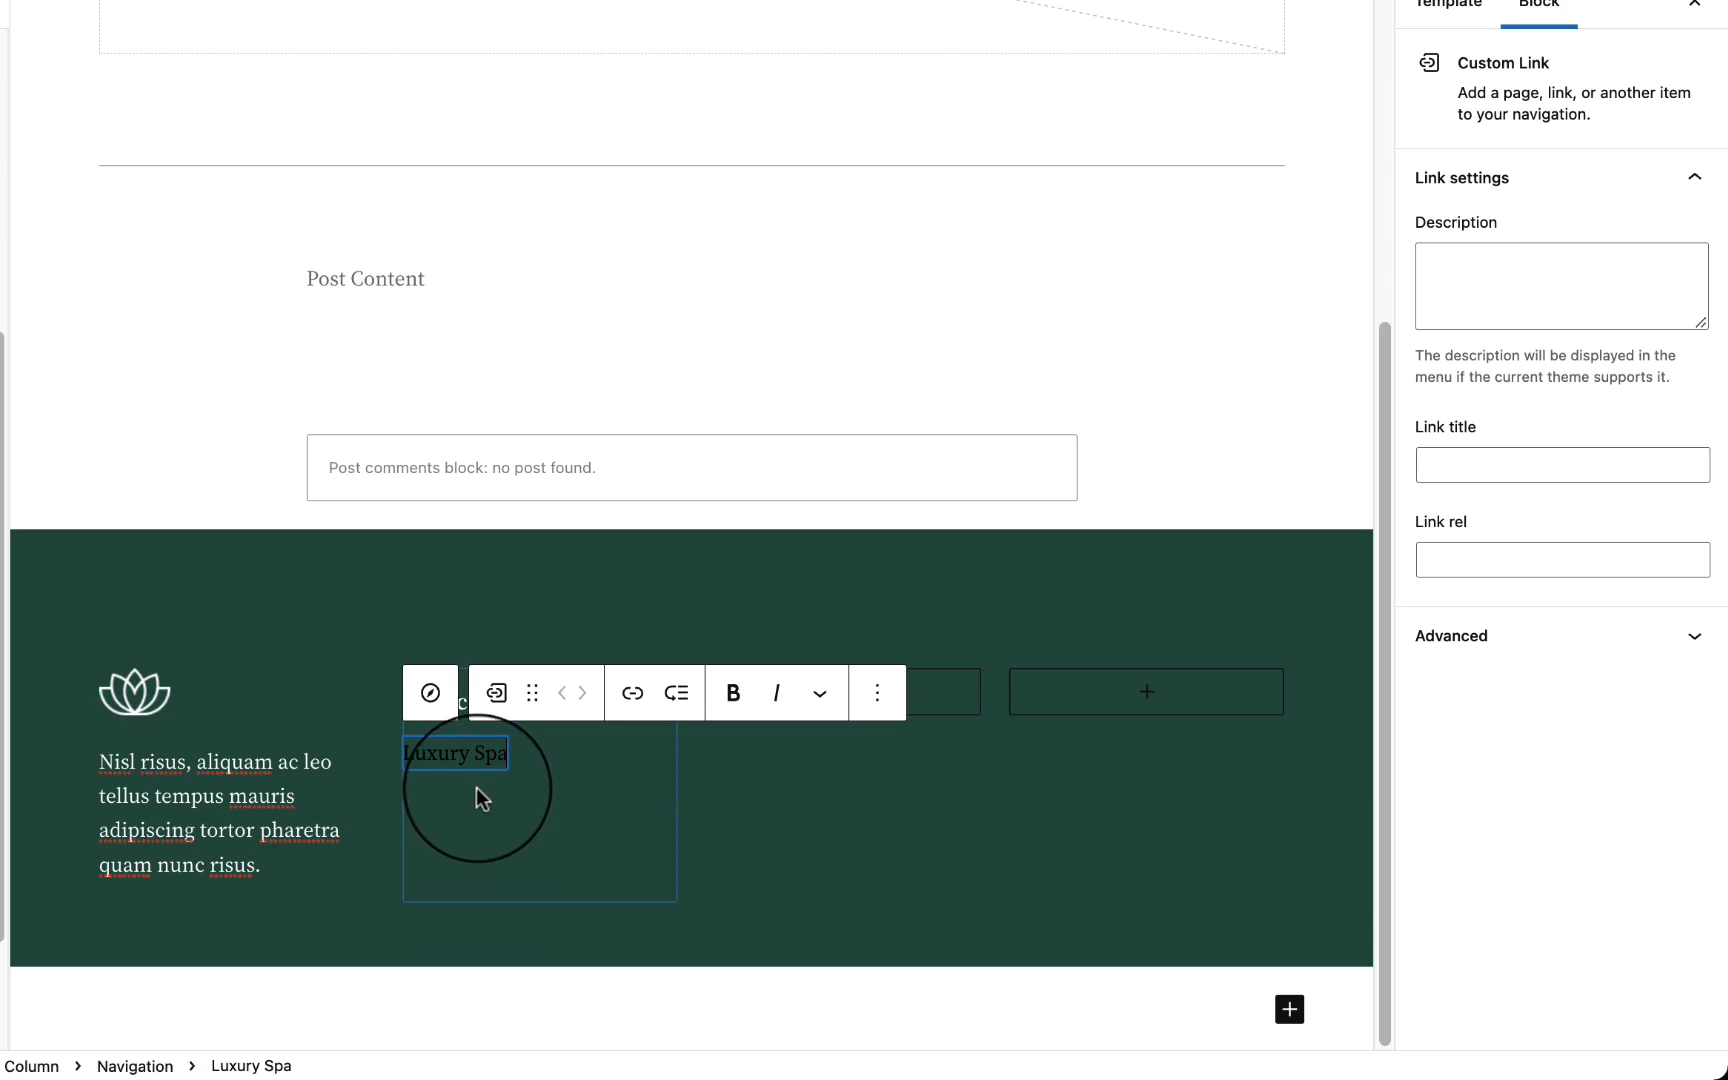 Template Block
Custom Link
Add a page, link, or another item
to your navigation.
Link settings
Description
The description will be displayed in the
menu if the current theme supports it.
Link title
Link rel
Advanced
Post Content
Post comments block: no post found.
B I
Luxury Spa
Nisl risus, aliquam ac leo
tellus tempus mauris
adipiscing tortor pharetra
quam nunc risus.
Column > Navigation > Luxury Spa